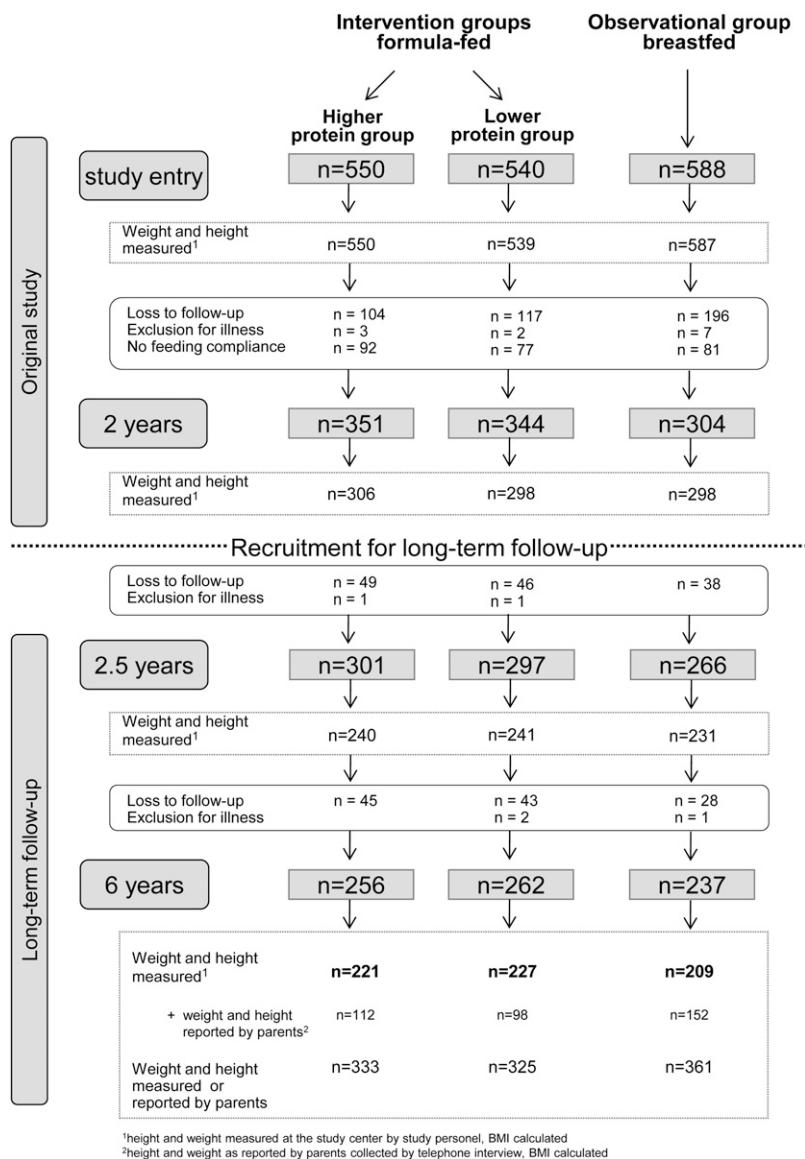 Intervention groups
formula-fed
Observational group
breastfed
Higher
protein group
Lower
protein group
Original study
study entry
n=550 n=540 n=588
Weight and height
measured¹
n=550 n=539 n=587
Loss to follow-up n = 104 n = 117 n = 196
Exclusion for illness n = 3 n = 2 n = 7
No feeding compliance n = 92 n = 77 n = 81
2 years
n=351 n=344 n=304
Weight and height
measured¹
n=306 n=298 n=298
Recruitment for long-term follow-up
Long-term follow-up
Loss to follow-up n = 49 n = 46 n = 38
Exclusion for illness n = 1 n = 1
2.5 years
n=301 n=297 n=266
Weight and height
measured¹
n=240 n=241 n=231
Loss to follow-up n = 45 n = 43 n = 28
Exclusion for illness n = 2 n = 1
6 years
n=256 n=262 n=237
Weight and height
measured¹
n=221 n=227 n=209
+ weight and height
reported by parents²
n=112 n=98 n=152
Weight and height
measured or
reported by parents
n=333 n=325 n=361
¹height and weight measured at the study center by study personel, BMI calculated
²height and weight as reported by parents collected by telephone interview, BMI calculated